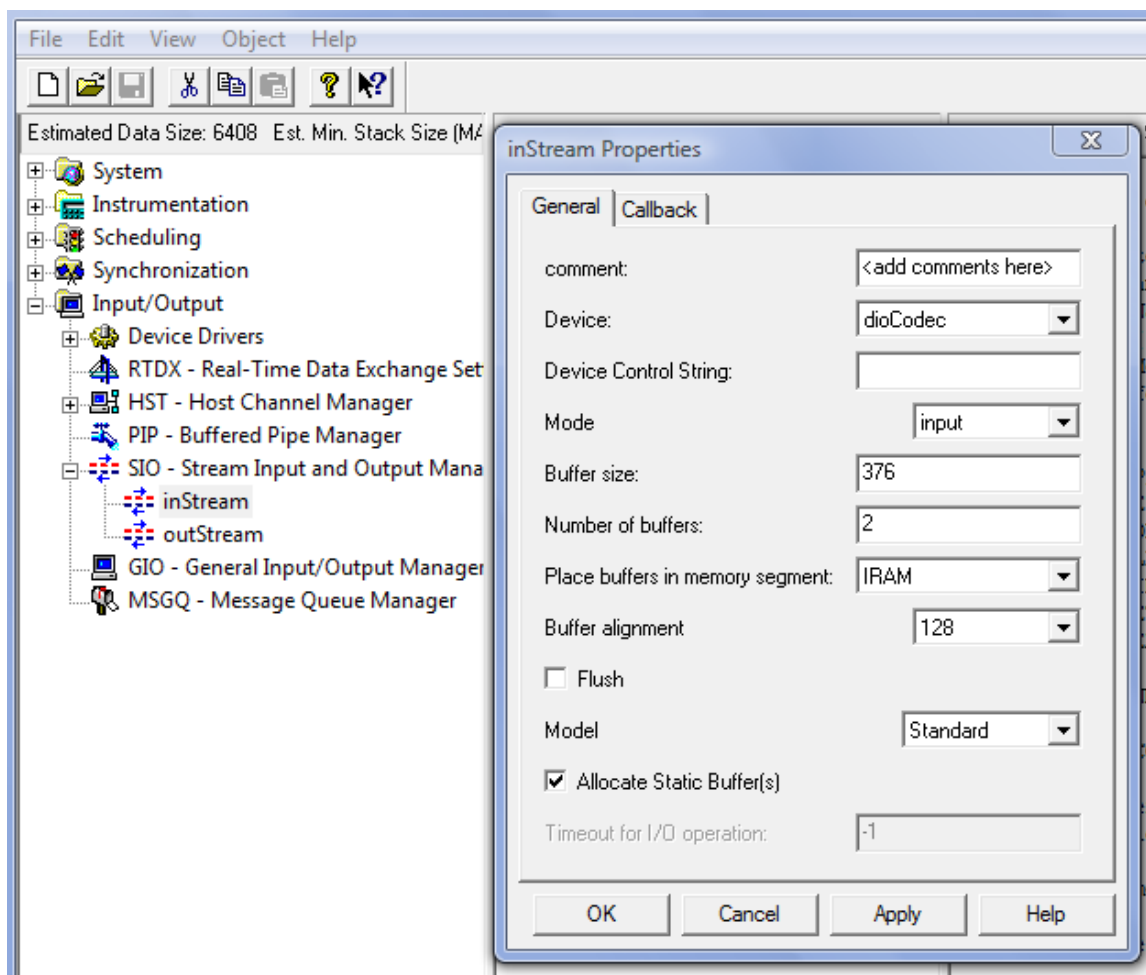 File Edit View Object Help
Estimated Data Size: 6408 Est. Min. Stack Size (MA
System
Instrumentation
Scheduling
Synchronization
Input/Output
Device Drivers
RTDX - Real-Time Data Exchange Set
HST - Host Channel Manager
PIP - Buffered Pipe Manager
SIO - Stream Input and Output Mana
inStream
outStream
GIO - General Input/Output Manager
MSGQ - Message Queue Manager
inStream Properties
General Callback
comment: <add comments here>
Device: dioCodec
Device Control String:
Mode input
Buffer size: 376
Number of buffers: 2
Place buffers in memory segment: IRAM
Buffer alignment 128
Flush
Model Standard
Allocate Static Buffer(s)
Timeout for I/O operation: -1
OK Cancel Apply Help